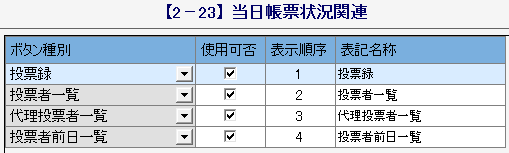 【2－23】当日帳票状況関連
ボタン種別 使用可否 表示順序 表記名称
投票録 1 投票録
投票者一覧 2 投票者一覧
代理投票者一覧 3 代理投票者一覧
投票者前日一覧 4 投票者前日一覧